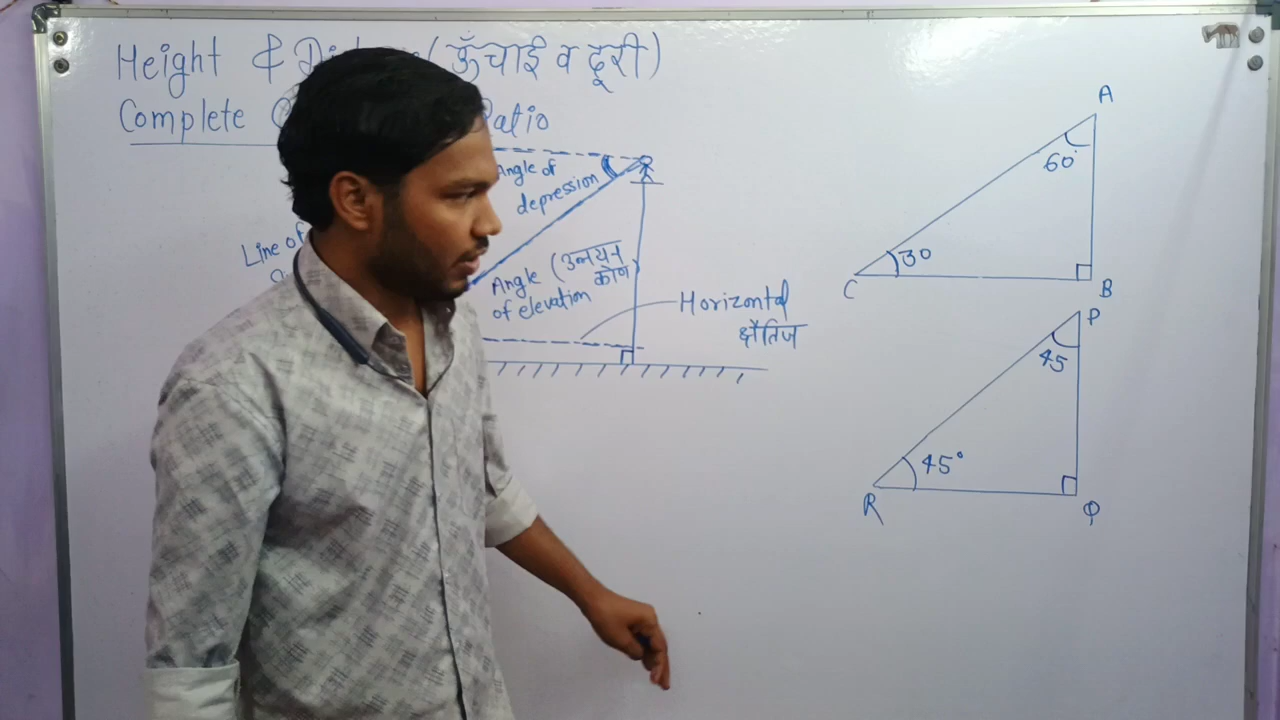 Height & (ऊँचाई व दूरी)
Complete Ratio
Angle of
depression
Line of
Angle (उन्नयन
of elevation कोण)
Horizontal
क्षैतिज
A
60°
30
C
B
P
45
45°
R
Q